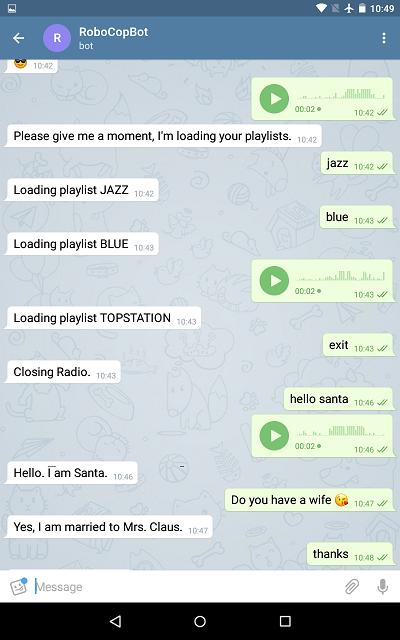 10:49
R
RoboCopBot
bot
😎 10:42
00:02 10:42
Please give me a moment, I'm loading your playlists. 10:42
jazz 10:42
Loading playlist JAZZ 10:42
blue 10:43
Loading playlist BLUE 10:43
00:02 10:43
Loading playlist TOPSTATION 10:43
exit 10:43
Closing Radio. 10:43
hello santa 10:46
00:02 10:46
Hello. I am Santa. 10:46
Do you have a wife 😘 10:47
Yes, I am married to Mrs. Claus. 10:47
thanks 10:48
Message